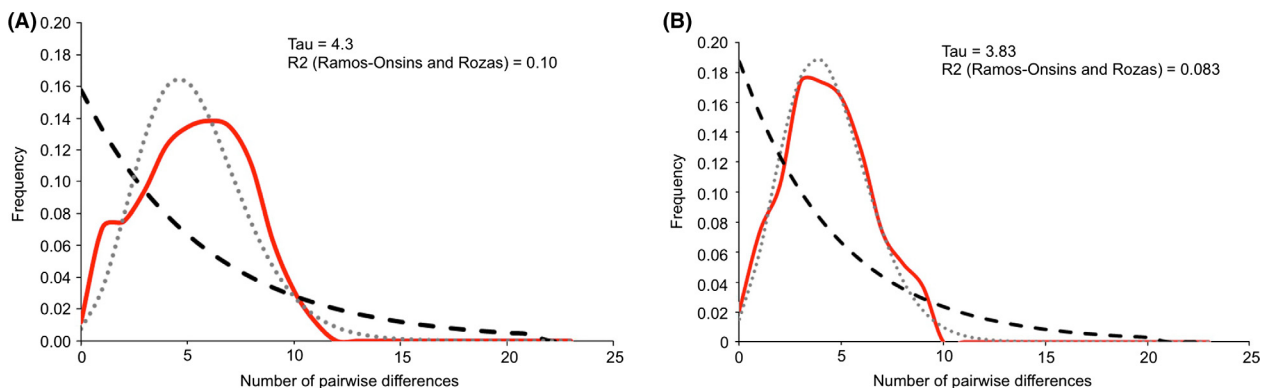 (A)
Tau = 4.3
R2 (Ramos-Onsins and Rozas) = 0.10
Frequency
0.20
0.18
0.16
0.14
0.12
0.10
0.08
0.06
0.04
0.02
0.00
0 5 10 15 20 25
Number of pairwise differences
(B)
Tau = 3.83
R2 (Ramos-Onsins and Rozas) = 0.083
Frequency
0.20
0.18
0.16
0.14
0.12
0.10
0.08
0.06
0.04
0.02
0
0 5 10 15 20 25
Number of pairwise differences